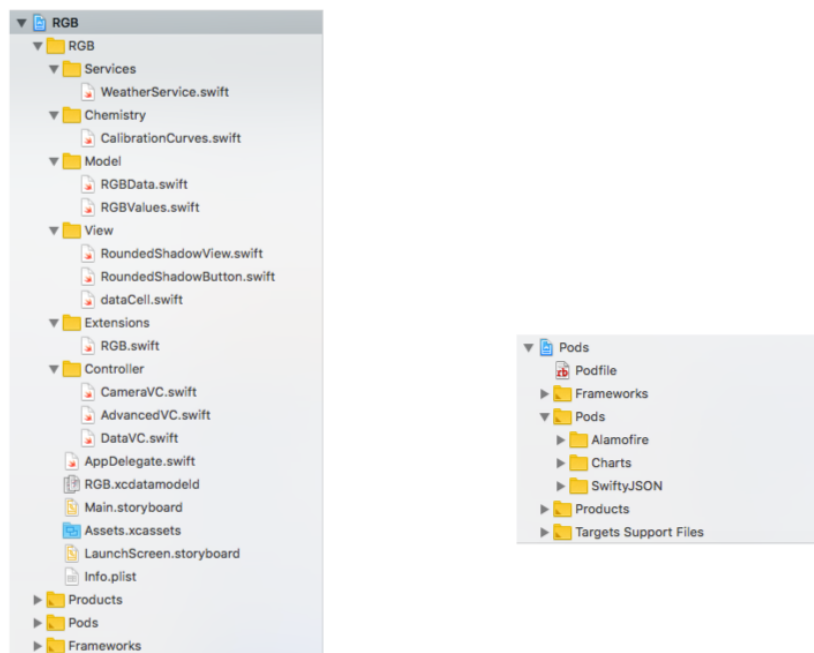 RGB
RGB
Services
WeatherService.swift
Chemistry
CalibrationCurves.swift
Model
RGBData.swift
RGBValues.swift
View
RoundedShadowView.swift
RoundShadowButton.swift
dataCell.swift
Extensions
RGB.swift
Controller
CameraVC.swift
AdvancedVC.swift
DataVC.swift
AppDelegate.swift
RGB.xcdatamodeld
Main.storyboard
Assets.xcassets
LaunchScreen.storyboard
Info.plist
Products
Pods
Frameworks
Pods
Podfile
Frameworks
Pods
Alamofire
Charts
SwiftyJSON
Products
Targets Support Files